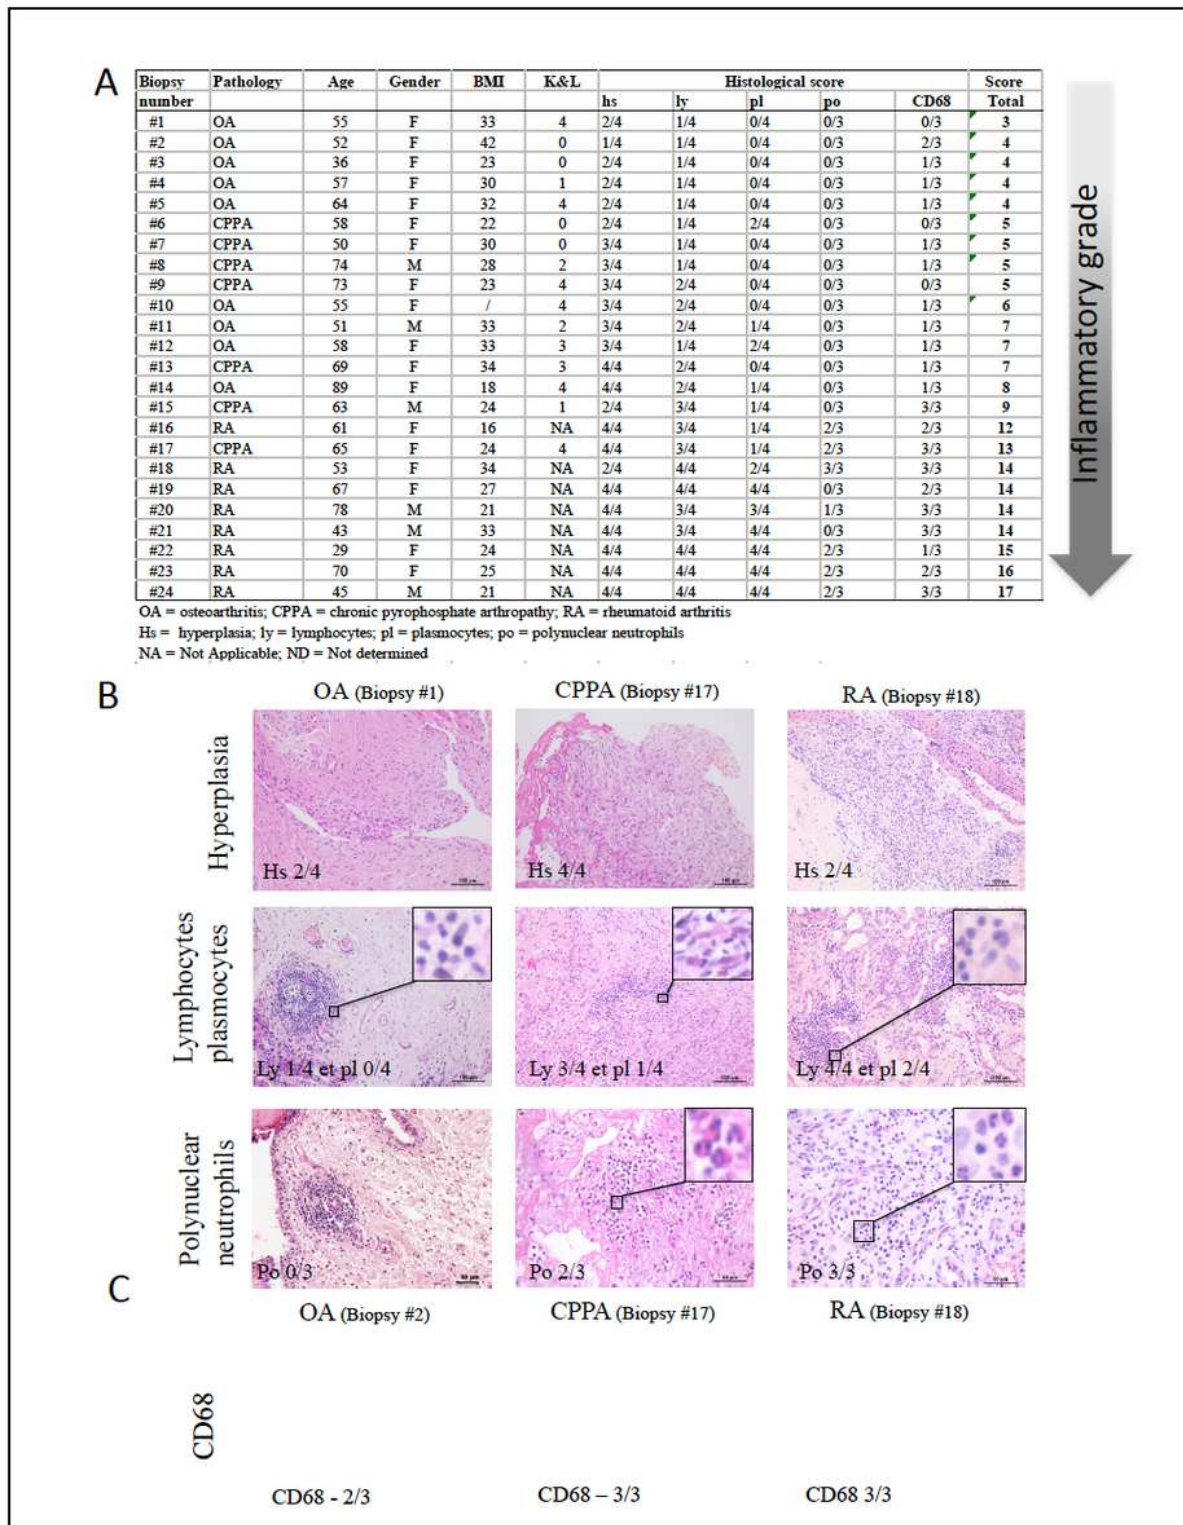 A
Biopsy Pathology Age Gender BMI K&L Histological score Score
number hs ly pl po CD68 Total
#1 OA 55 F 33 4 2/4 1/4 0/4 0/3 0/3 3
#2 OA 52 F 42 0 1/4 1/4 0/4 0/3 2/3 4
#3 OA 36 F 23 0 2/4 1/4 0/4 0/3 1/3 4
#4 OA 57 F 30 1 2/4 1/4 0/4 0/3 1/3 4
#5 OA 64 F 32 4 2/4 1/4 0/4 0/3 1/3 4
#6 CPPA 58 F 22 0 2/4 1/4 2/4 0/3 0/3 5
#7 CPPA 50 F 30 0 3/4 1/4 0/4 0/3 1/3 5
#8 CPPA 74 M 28 2 3/4 1/4 0/4 0/3 1/3 5
#9 CPPA 73 F 23 4 3/4 2/4 0/4 0/3 0/3 5
#10 OA 55 F / 4 3/4 2/4 0/4 0/3 1/3 6
#11 OA 51 M 33 2 3/4 2/4 1/4 0/3 1/3 7
#12 OA 58 F 33 3 3/4 1/4 2/4 0/3 1/3 7
#13 CPPA 69 F 34 3 4/4 2/4 0/4 0/3 1/3 7
#14 OA 89 F 18 4 4/4 2/4 1/4 0/3 1/3 8
#15 CPPA 63 M 24 1 2/4 3/4 1/4 0/3 3/3 9
#16 RA 61 F 16 NA 4/4 3/4 1/4 2/3 2/3 12
#17 CPPA 65 F 24 4 4/4 3/4 1/4 2/3 3/3 13
#18 RA 53 F 34 NA 2/4 4/4 2/4 3/3 3/3 14
#19 RA 67 F 27 NA 4/4 4/4 4/4 0/3 2/3 14
#20 RA 78 M 21 NA 4/4 3/4 3/4 1/3 3/3 14
#21 RA 43 M 33 NA 4/4 3/4 4/4 0/3 3/3 14
#22 RA 29 F 24 NA 4/4 4/4 4/4 2/3 1/3 15
#23 RA 70 F 25 NA 4/4 4/4 4/4 2/3 2/3 16
#24 RA 45 M 21 NA 4/4 4/4 4/4 2/3 3/3 17
Inflammatory grade
OA = osteoarthritis; CPPA = chronic pyrophosphate arthropathy; RA = rheumatoid arthritis
Hs = hyperplasia; ly = lymphocytes; pl = plasmocytes; po = polynuclear neutrophils
NA = Not Applicable; ND = Not determined
B
OA (Biopsy #1) CPPA (Biopsy #17) RA (Biopsy #18)
Hyperplasia
Hs 2/4 Hs 4/4 Hs 2/4
Lymphocytes
plasmocytes
Ly 1/4 et pl 0/4 Ly 3/4 et pl 1/4 Ly 4/4 et pl 2/4
Polynuclear
neutrophils
Po 0/3 Po 2/3 Po 3/3
C
OA (Biopsy #2) CPPA (Biopsy #17) RA (Biopsy #18)
CD68
CD68 - 2/3 CD68 – 3/3 CD68 3/3